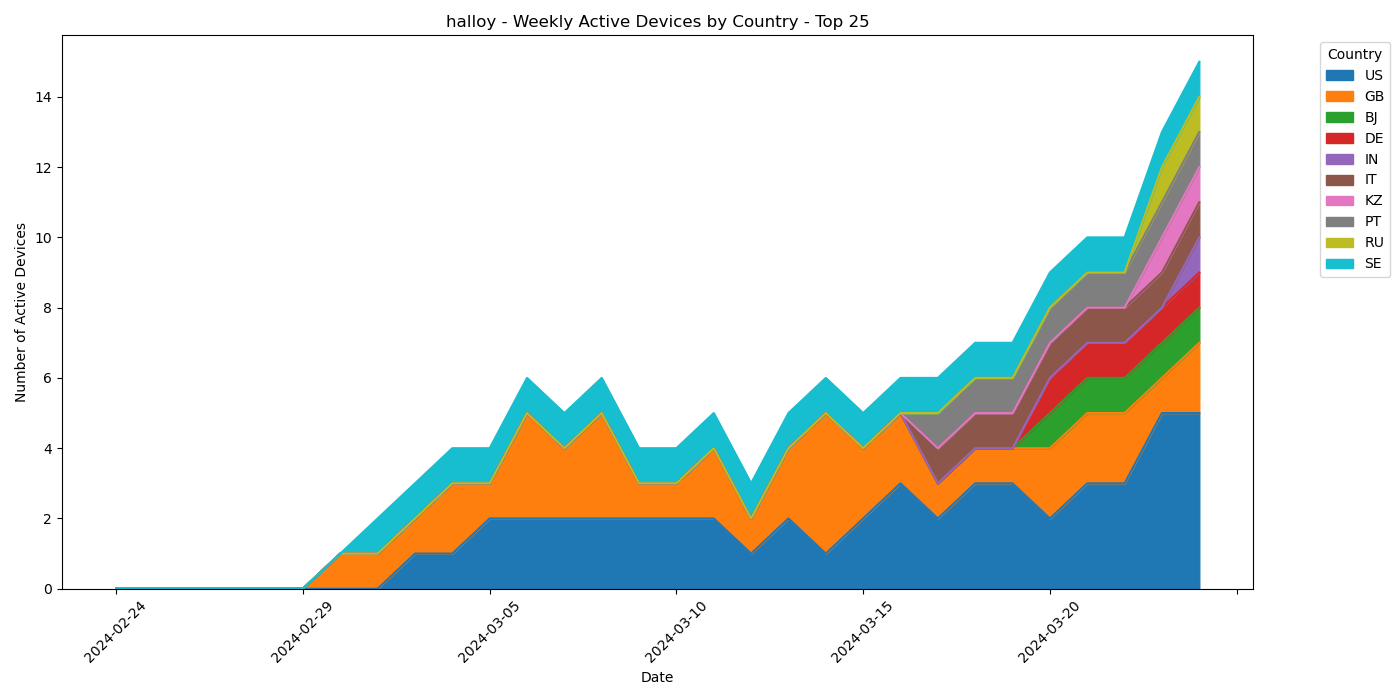 halloy - Weekly Active Devices by Country - Top 25
Number of Active Devices
14
12
10
8
6
4
2
0
2024-02-24
2024-02-29
2024-03-05
2024-03-10
2024-03-15
2024-03-20
Date
Country
US
GB
BJ
DE
IN
IT
KZ
PT
RU
SE